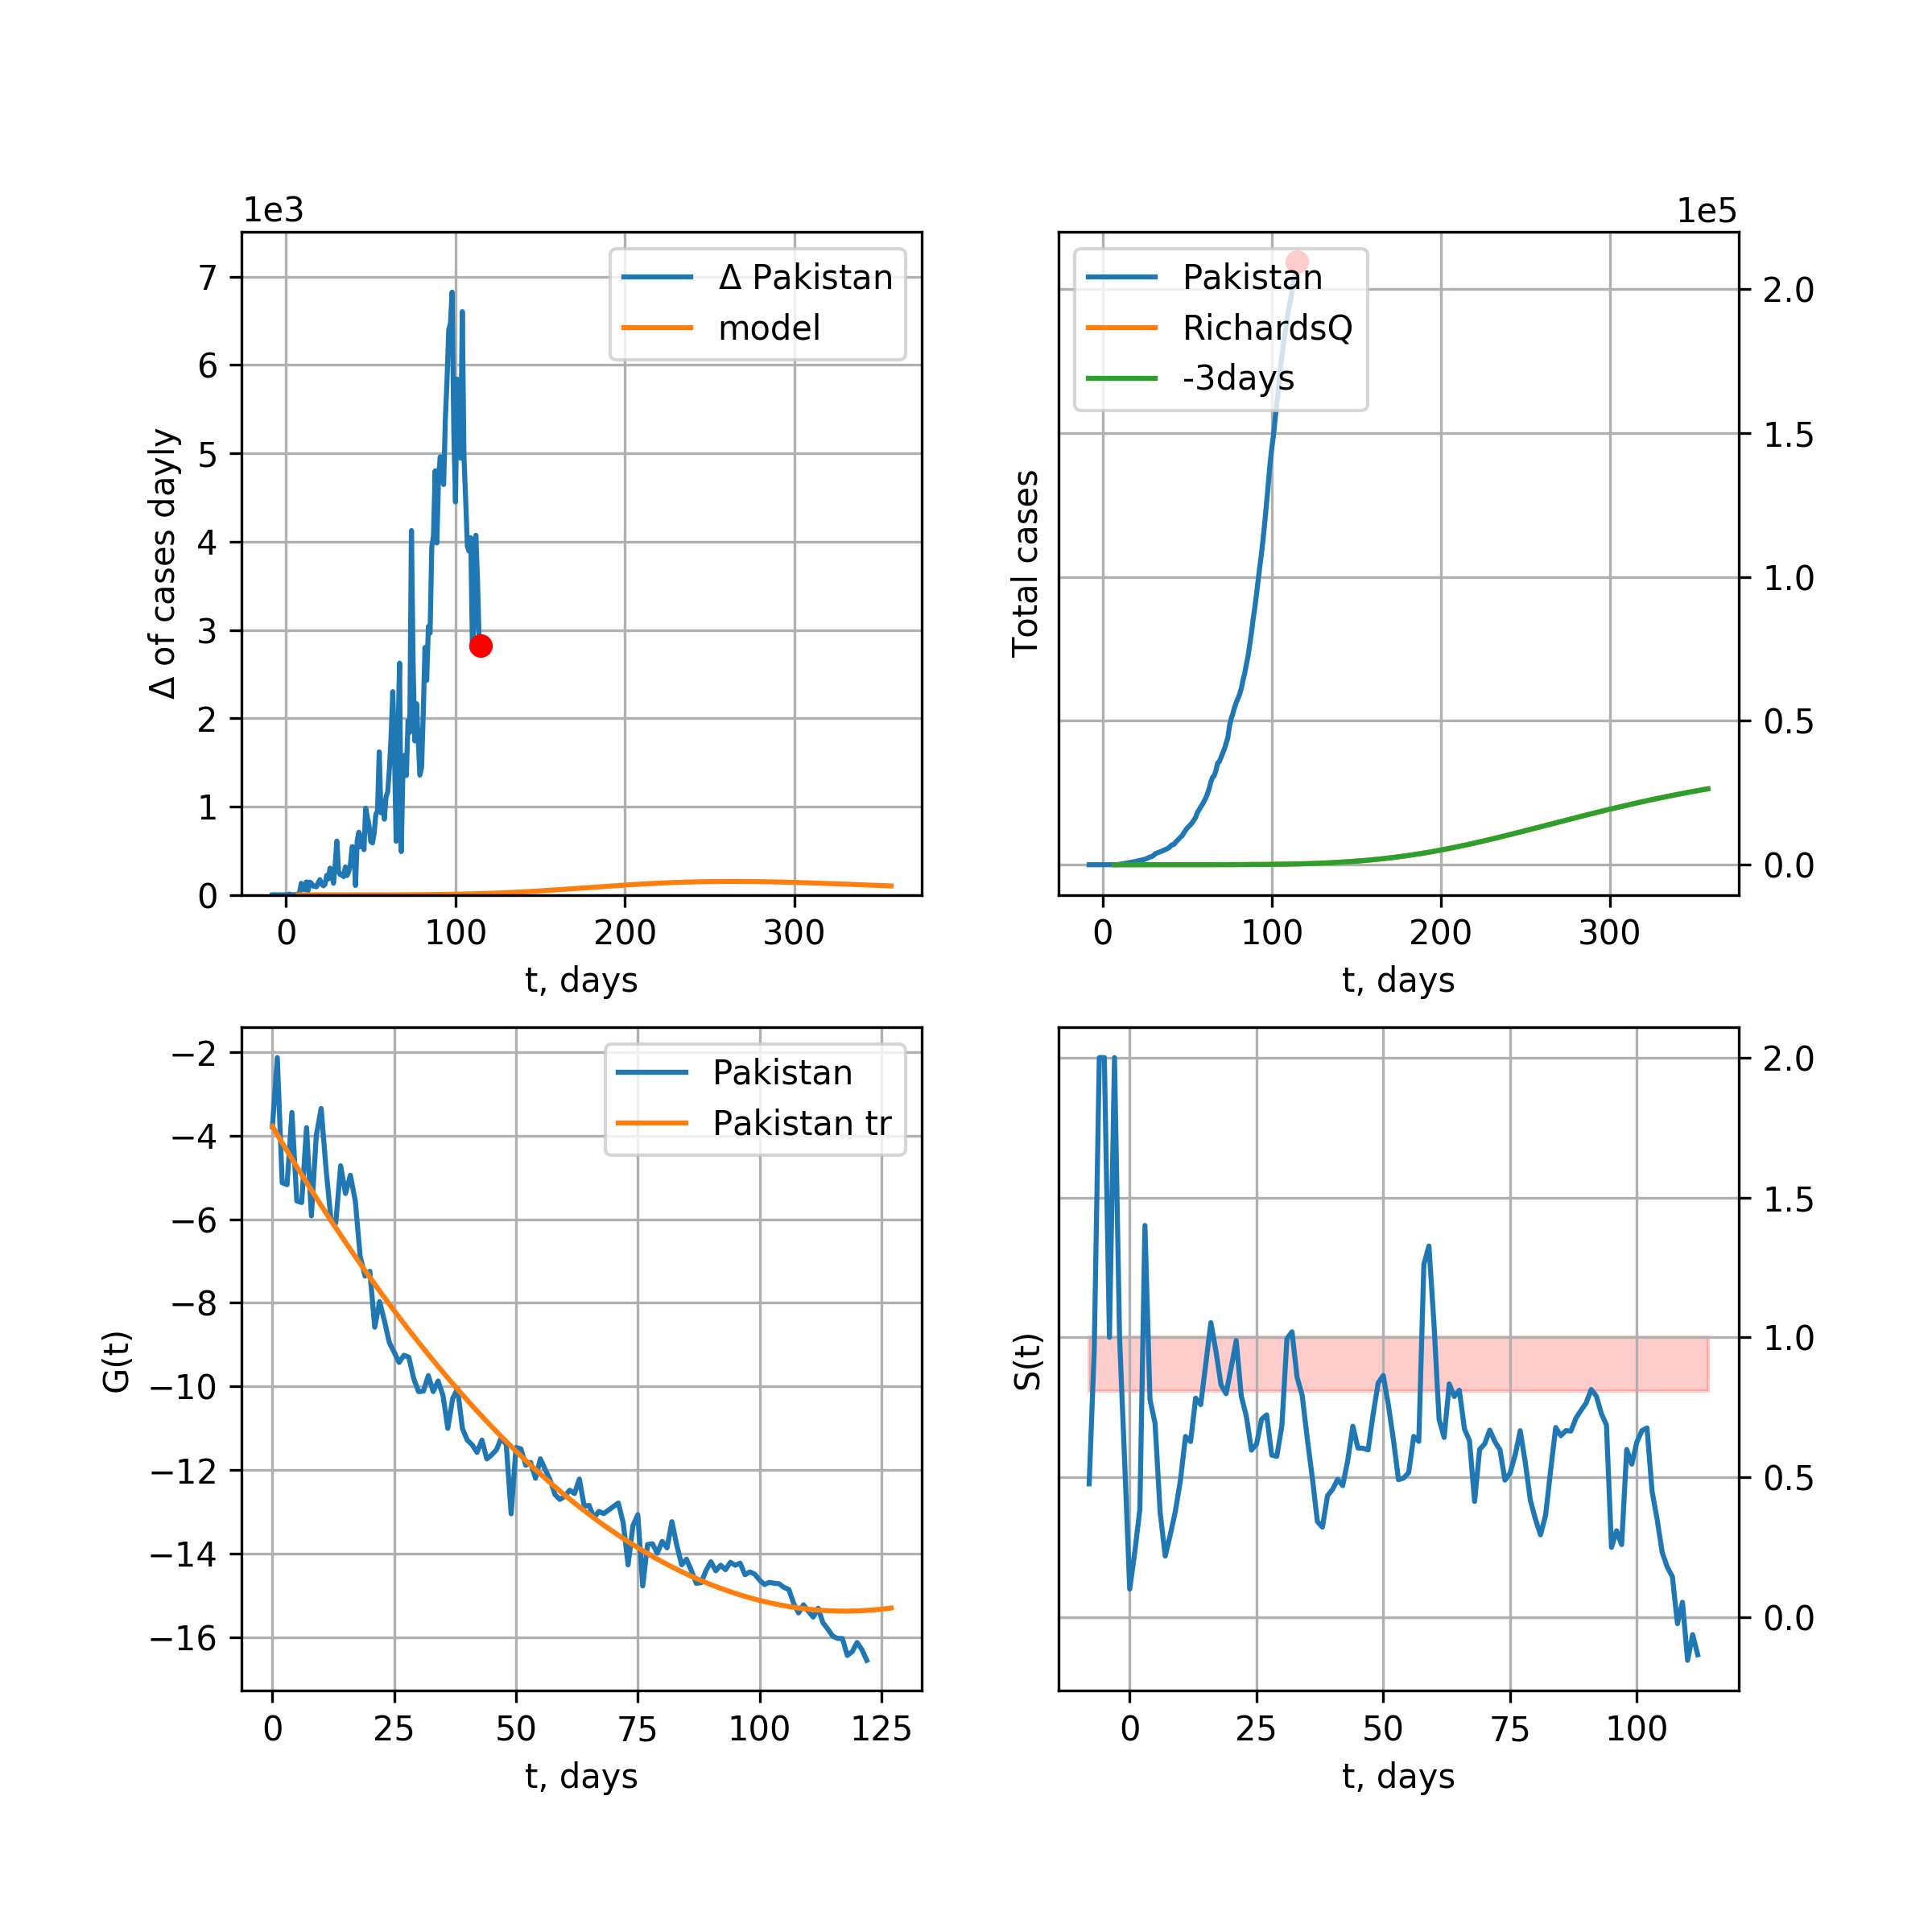 1e3
Δ of cases dayly
7
6
5
4
3
2
1
0
Δ Pakistan
model
0 100 200 300
t, days
1e5
Total cases
Pakistan
RichardsQ
-3days
2.0
1.5
1.0
0.5
0.0
0 100 200 300
t, days
G(t)
−2
−4
−6
−8
−10
−12
−14
−16
Pakistan
Pakistan tr
0 25 50 75 100 125
t, days
S(t)
2.0
1.5
1.0
0.5
0.0
0 25 50 75 100
t, days